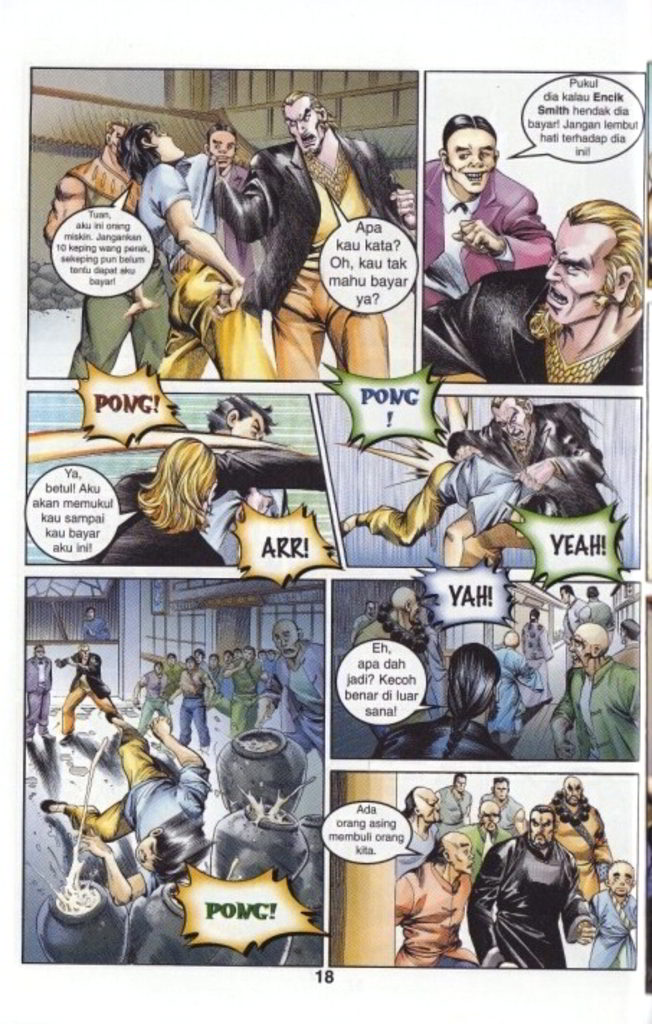 Tuan,
aku ini orang
miskin. Jangankan
10 keping wang perak,
sekeping pun belum
tentu dapat aku
bayar!
Apa
kau kata?
Oh, kau tak
mahu bayar
ya?
Pukul
dia kalau Encik
Smith hendak dia
bayar! Jangan lembut
hati terhadap dia
ini!
PONG!
Ya,
betul! Aku
akan memukul
kau sampai
kau bayar
aku ini!
ARR!
PONG
!
YEAH!
PONG!
YAH!
Eh,
apa dah
jadi? Kecoh
benar di luar
sana!
Ada
orang asing
membuli orang
kita.
18